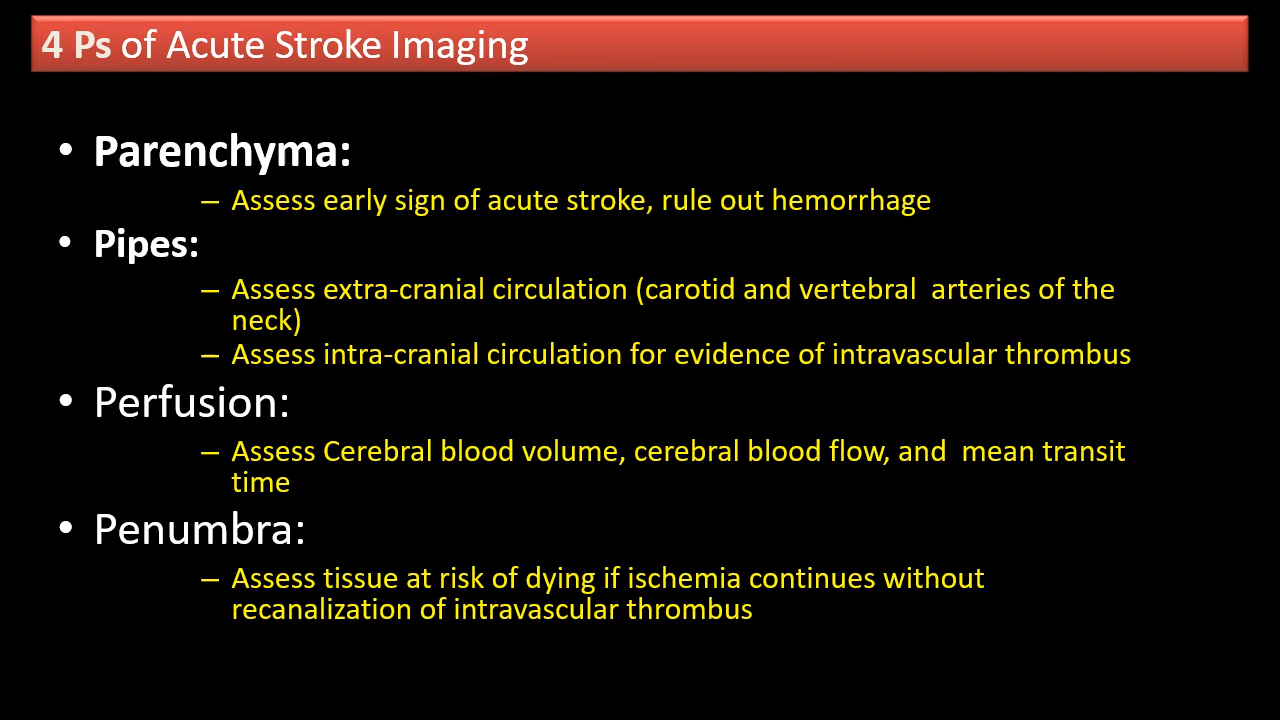 4 Ps of Acute Stroke Imaging
• Parenchyma:
– Assess early sign of acute stroke, rule out hemorrhage
• Pipes:
– Assess extra-cranial circulation (carotid and vertebral  arteries of the
neck)
– Assess intra-cranial circulation for evidence of intravascular thrombus
• Perfusion:
– Assess Cerebral blood volume, cerebral blood flow, and  mean transit
time
• Penumbra:
– Assess tissue at risk of dying if ischemia continues without
recanalization of intravascular thrombus